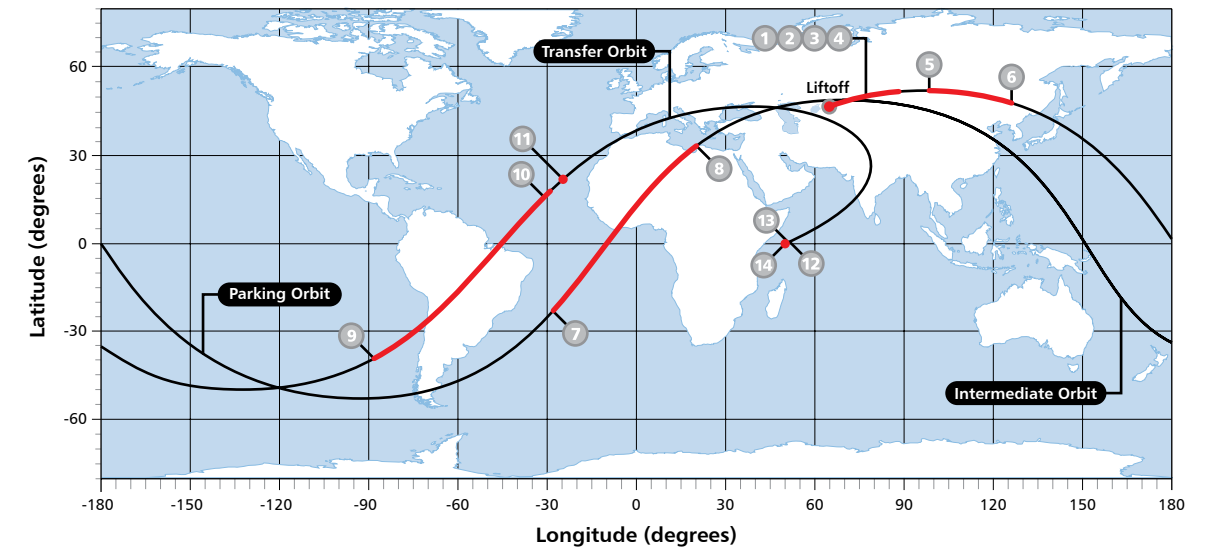 1 2 3 4
Transfer Orbit
5
60
6
Liftoff
11
30
10
8
13
0
14
12
Parking Orbit
-30
9
7
Intermediate Orbit
-60
Latitude (degrees)
-180 -150 -120 -90 -60 -30 0 30 60 90 120 150 180
Longitude (degrees)